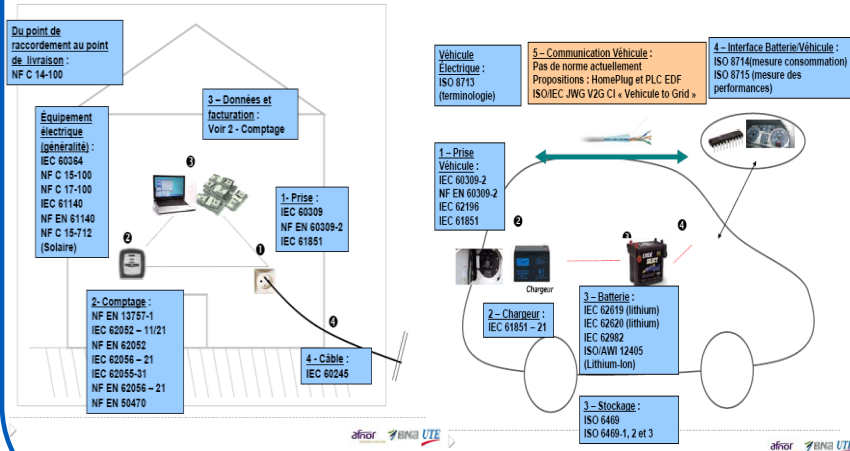 Du point de
raccordement au point
de livraison :
NF C 14-100
Équipement
électrique
(généralité) :
IEC 60364
NF C 15-100
NF C 17-100
IEC 61140
NF EN 61140
NF C 15-712
(Solaire)
3 – Données et
facturation :
Voir 2 - Comptage
❸
1- Prise :
IEC 60309
NF EN 60309-2
IEC 61851
❷
❶
2- Comptage :
NF EN 13757-1
IEC 62052 – 11/21
NF EN 62052
IEC 62056 – 21
IEC 62055-31
NF EN 62056 – 21
NF EN 50470
❹
4 - Câble :
IEC 60245
afnor BNA UTE
Véhicule
Électrique :
ISO 8713
(terminologie)
5 – Communication Véhicule :
Pas de norme actuellement
Propositions : HomePlug et PLC EDF
ISO/IEC JWG V2G CI « Vehicule to Grid »
4 – Interface Batterie/Véhicule :
ISO 8714(mesure consommation)
ISO 8715 (mesure des
performances)
1 – Prise
Véhicule :
IEC 60309-2
NF EN 60309-2
IEC 62196
IEC 61851
❷
❸
❹
Chargeur
2 – Chargeur :
IEC 61851 – 21
3 – Batterie :
IEC 62619 (lithium)
IEC 62620 (lithium)
IEC 62982
ISO/AWI 12405
(Lithium-Ion)
3 – Stockage :
ISO 6469
ISO 6469-1, 2 et 3
afnor BNA UTE